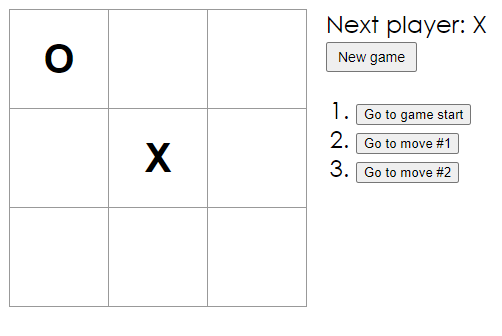 O
X
Next player: X
New game
1. Go to game start
2. Go to move #1
3. Go to move #2